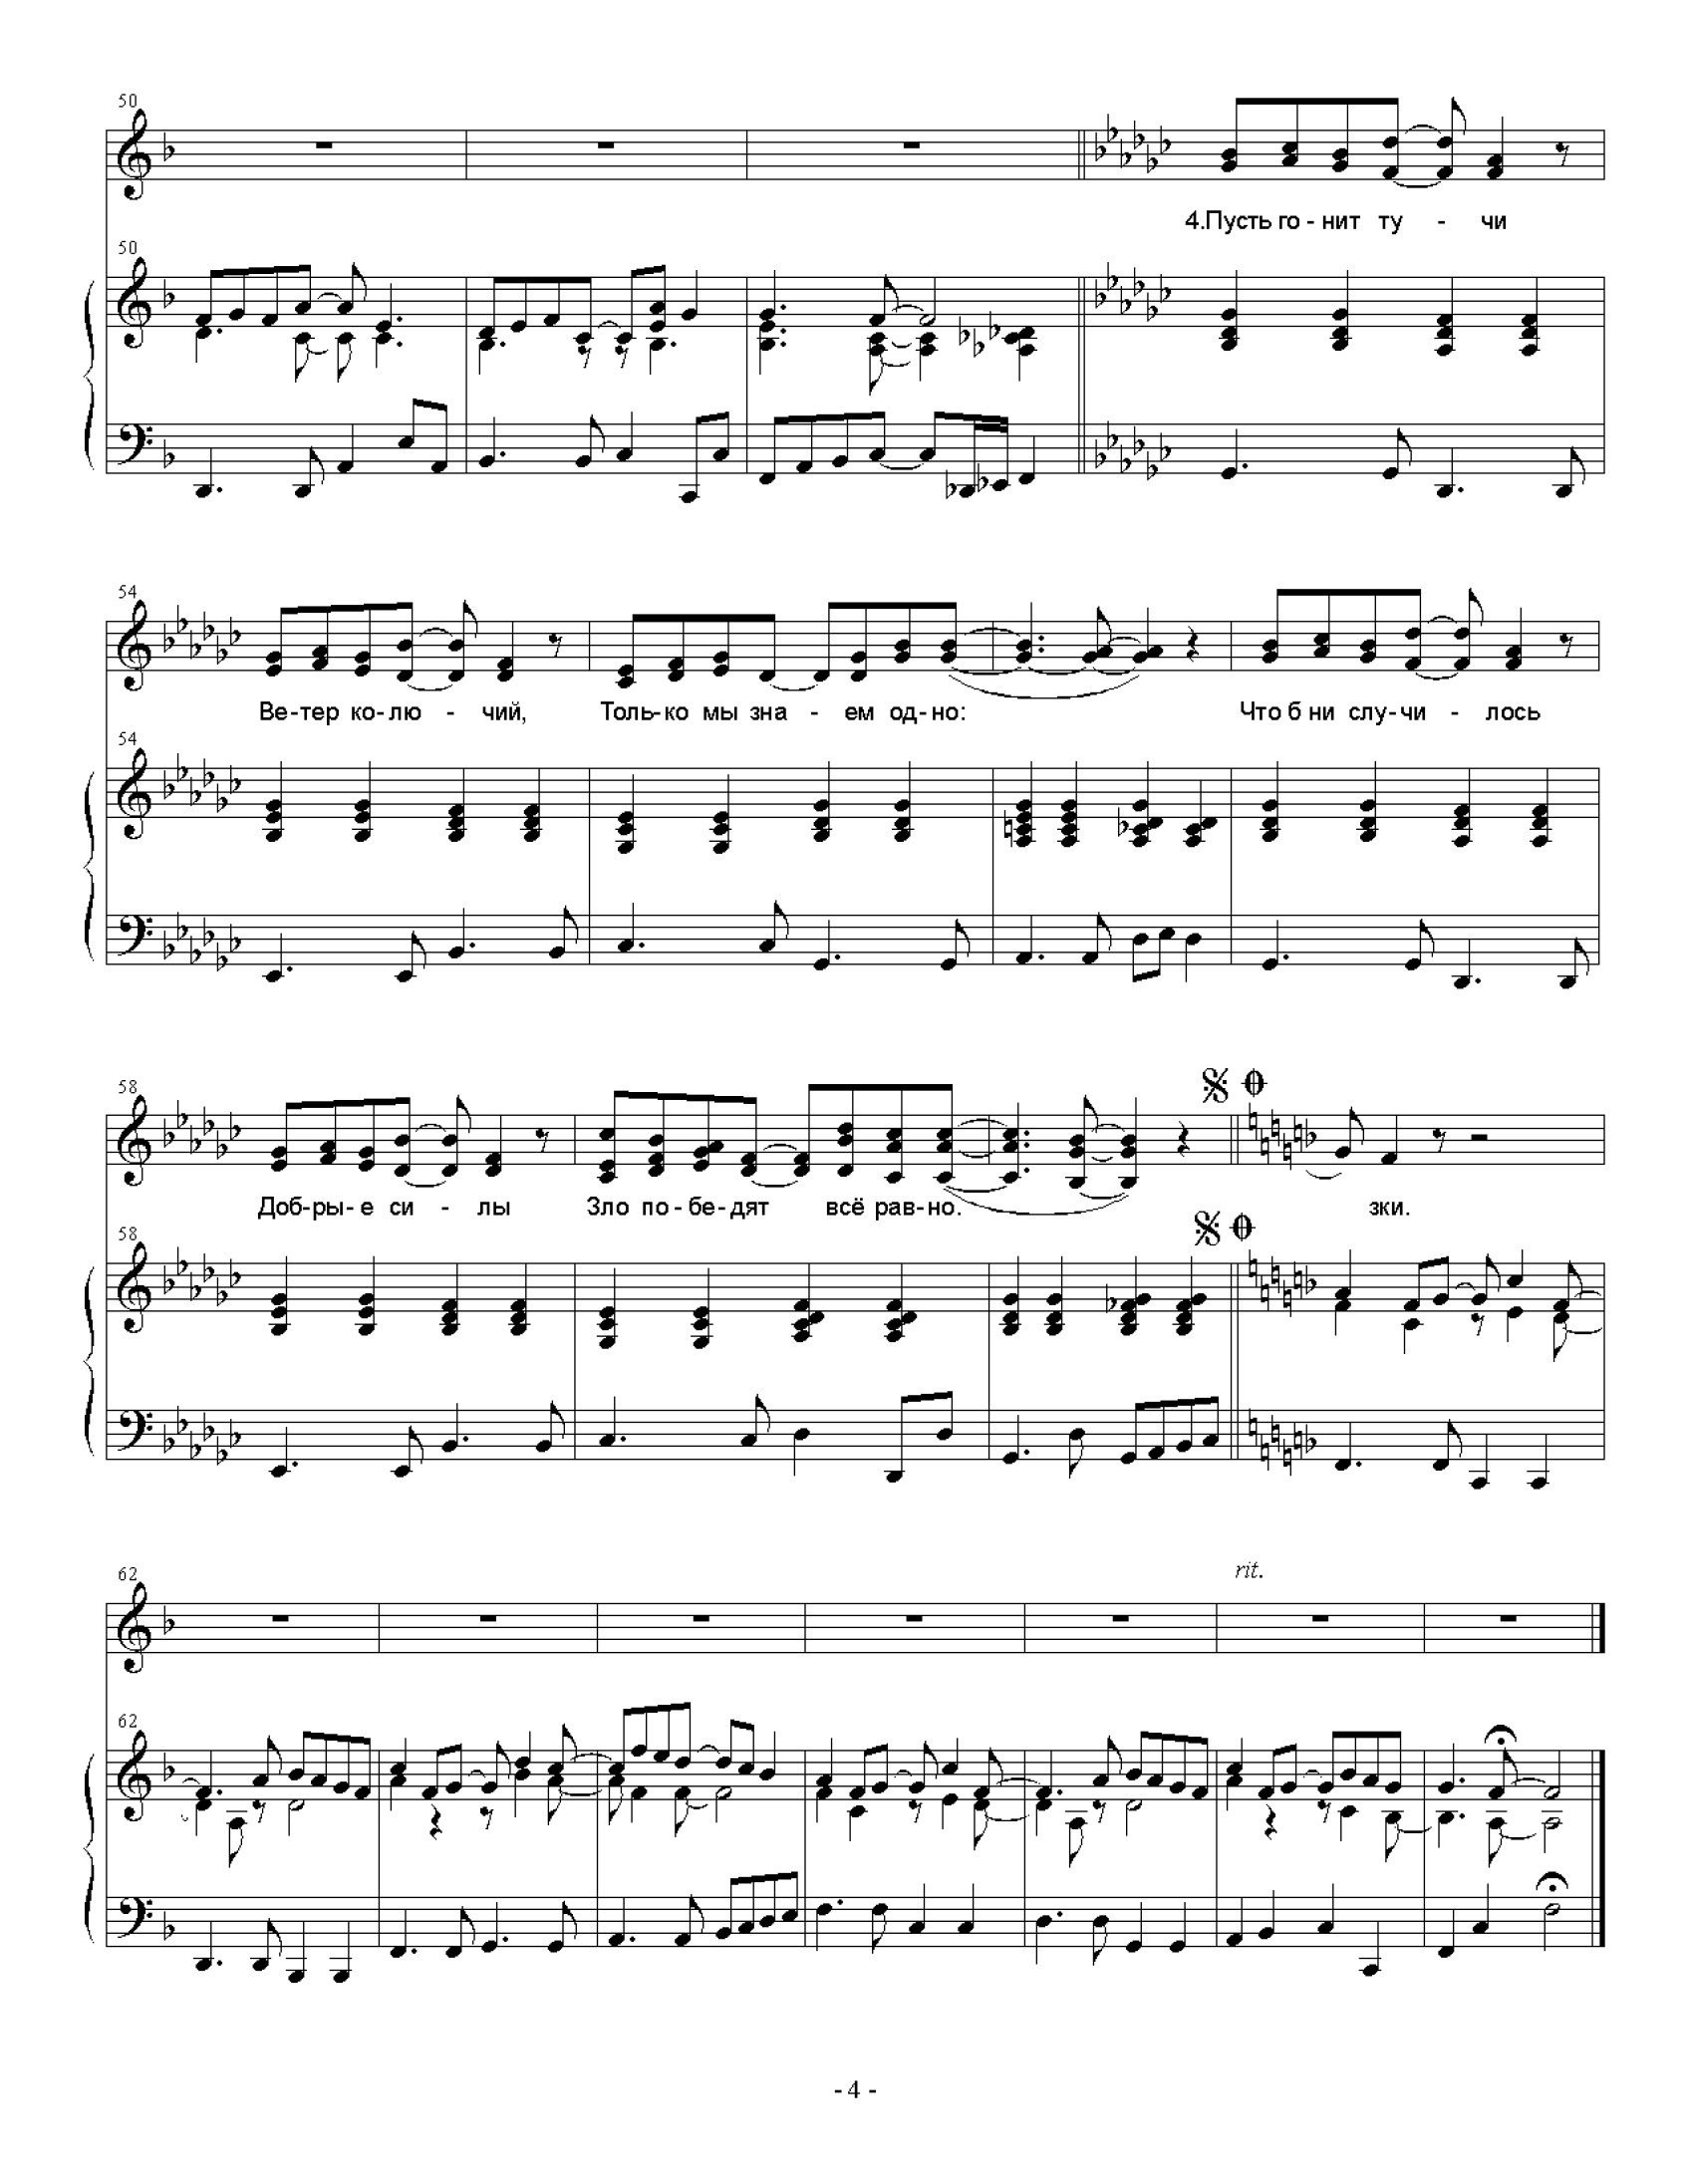 50
4.Пусть го - нит ту - чи
50
54
Ве-тер ко-лю - чий, Толь-ко мы зна - ем од-но: Что б ни слу-чи - лось
54
58
Доб-ры- е си - лы Зло по-бе-дят всё рав-но. зки.
58
rit.
62
62
- 4 -